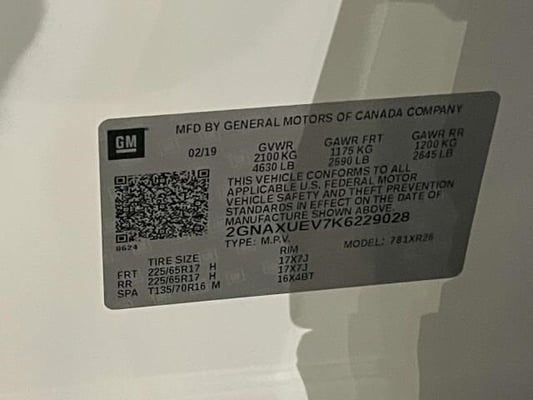 GM
MFD BY GENERAL MOTORS OF CANADA COMPANY
02/19 GVWR GAWR FRT GAWR RR
2100 KG 1175 KG 1200 KG
4630 LB 2590 LB 2645 LB
THIS VEHICLE CONFORMS TO ALL
APPLICABLE U.S. FEDERAL MOTOR
VEHICLE SAFETY AND THEFT PREVENTION
STANDARDS IN EFFECT ON THE DATE OF
MANUFACTURE SHOWN ABOVE.
2GNAXUEV7K6229028
TYPE: M.P.V. MODEL: 781XR26
8624
TIRE SIZE RIM
FRT 225/65R17 H 17X7J
RR 225/65R17 H 17X7J
SPA T135/70R16 M 16X4BT